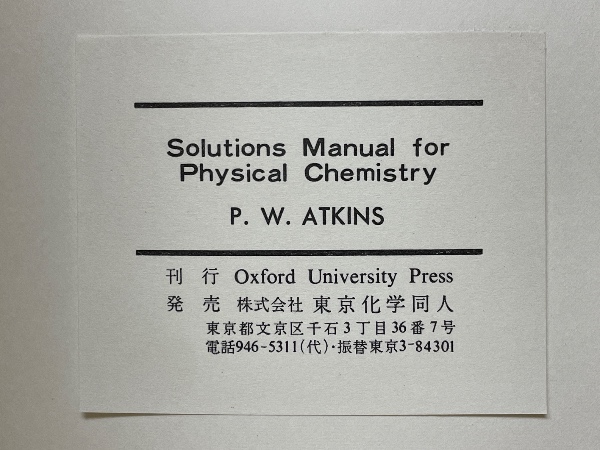 Solutions Manual for
Physical Chemistry
P. W. ATKINS
刊 行 Oxford University Press
発 売 株式会社 東京化学同人
東京都文京区千石3丁目36番7号
電話946-5311(代)・振替東京3-84301